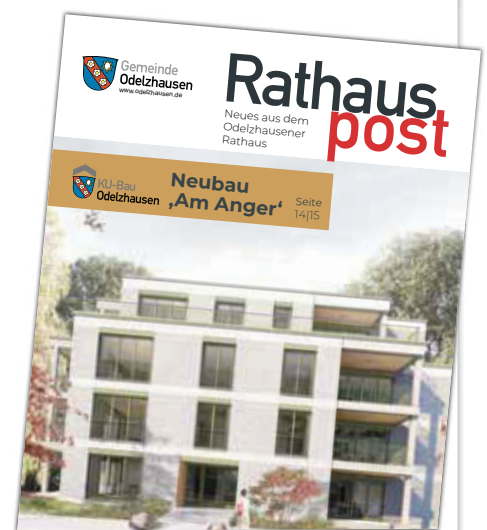 Gemeinde
Odelzhausen
www.odelzhausen.de
Rathaus
post
Neues aus dem
Odelzhausener
Rathaus
KU-Bau
Odelzhausen
Neubau
‚Am Anger‘
Seite
14|15